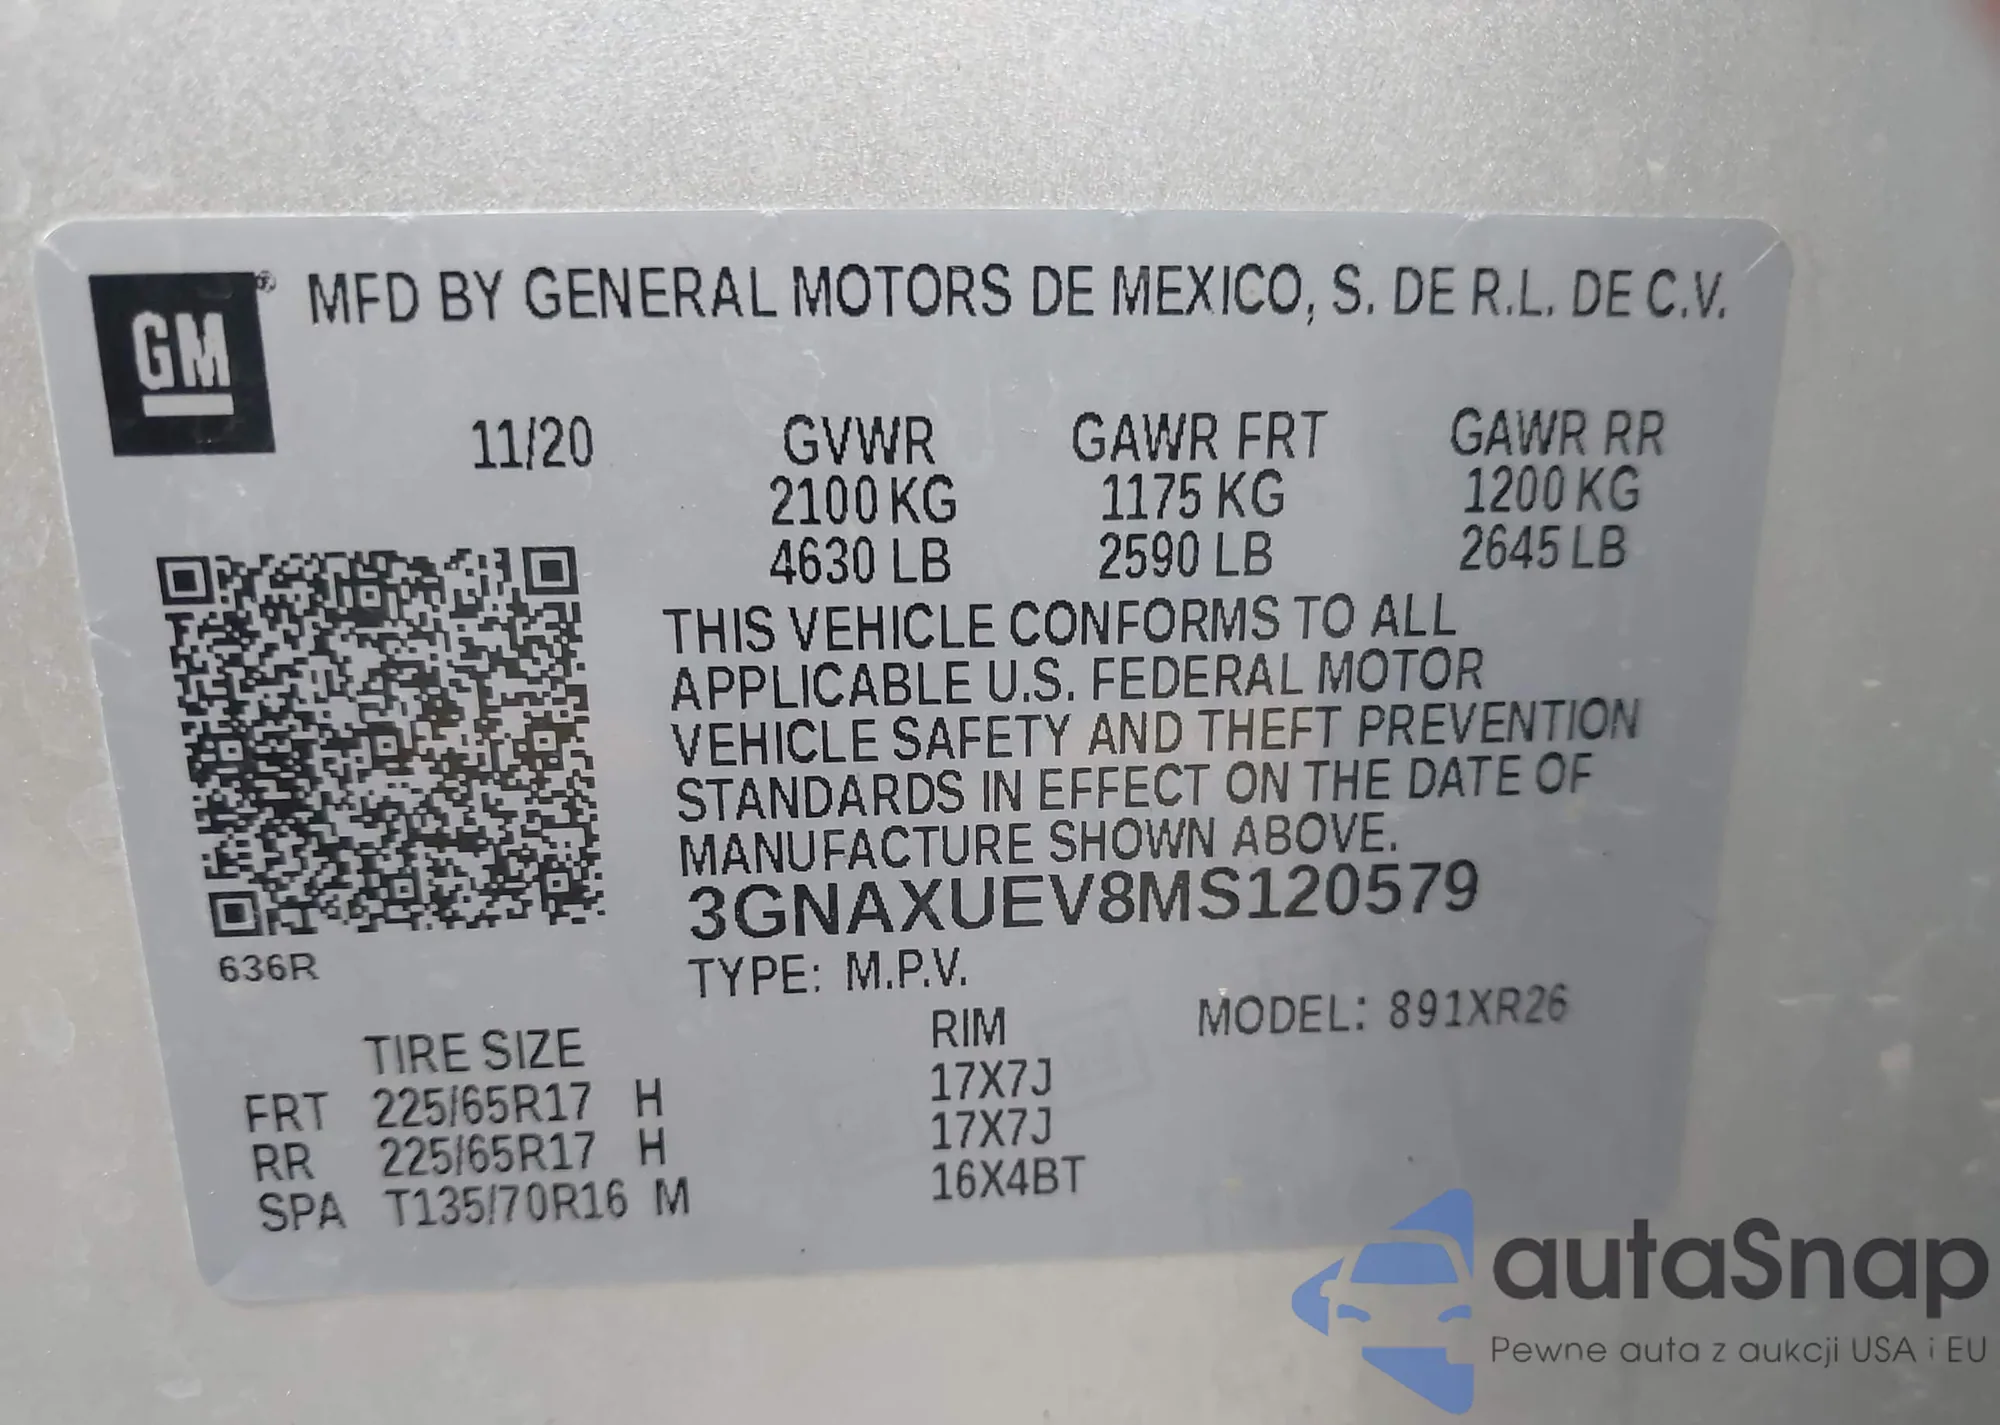 GM® MFD BY GENERAL MOTORS DE MEXICO, S. DE R.L. DE C.V.
11/20 GVWR GAWR FRT GAWR RR
2100 KG 1175 KG 1200 KG
4630 LB 2590 LB 2645 LB
THIS VEHICLE CONFORMS TO ALL
APPLICABLE U.S. FEDERAL MOTOR
VEHICLE SAFETY AND THEFT PREVENTION
STANDARDS IN EFFECT ON THE DATE OF
MANUFACTURE SHOWN ABOVE.
3GNAXUEV8MS120579
636R
TYPE: M.P.V.
MODEL: 891XR26
TIRE SIZE RIM
FRT 225/65R17 H 17X7J
RR 225/65R17 H 17X7J
SPA T135/70R16 M 16X4BT
autaSnap
Pewne auta z aukcji USA i EU